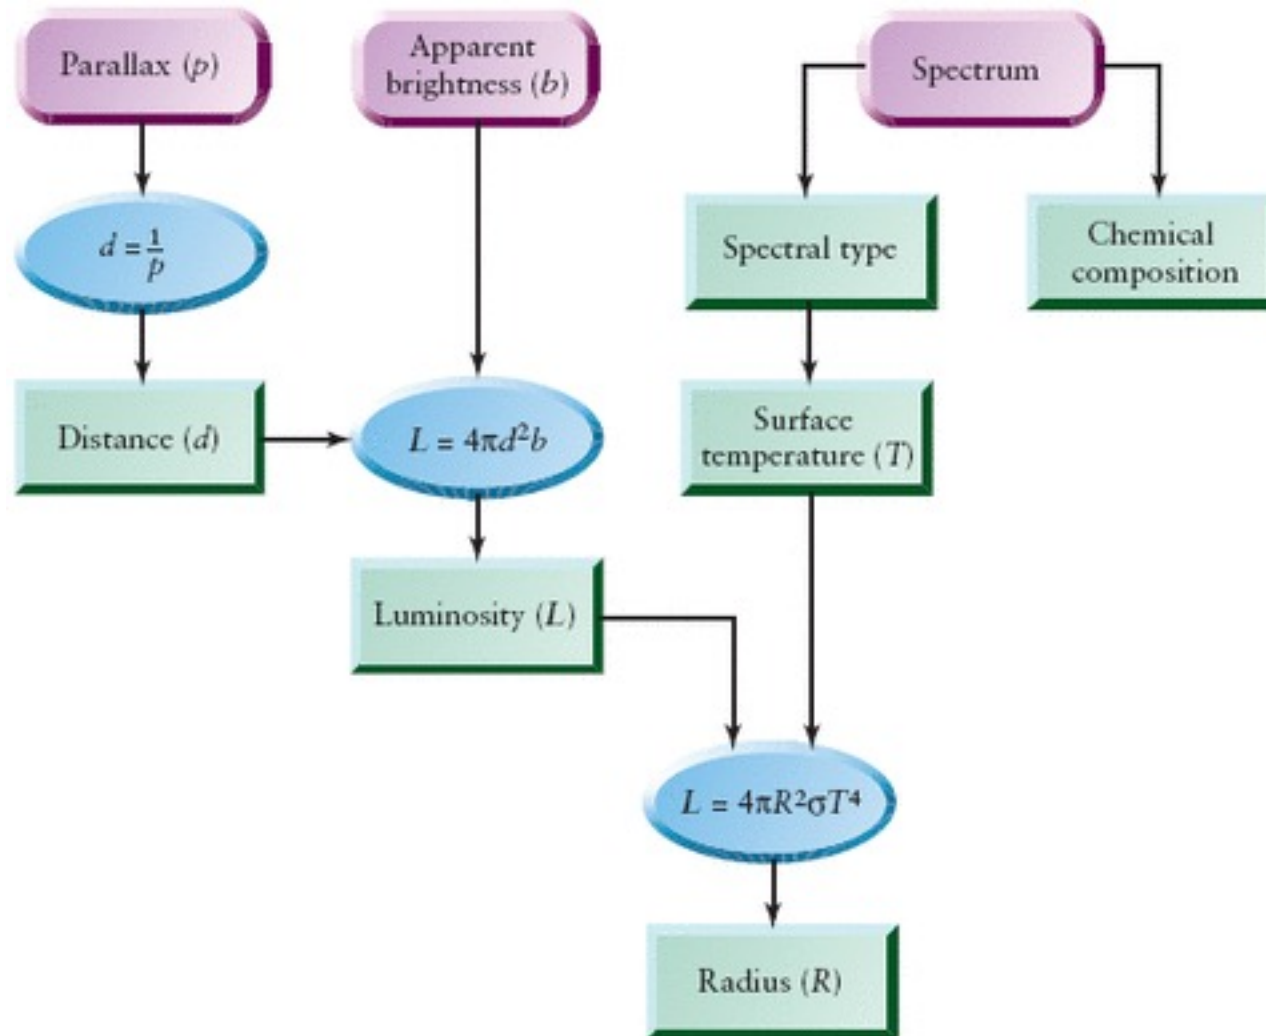 Parallax (p)
Apparent
brightness (b)
Spectrum
d = 1/p
Spectral type
Chemical
composition
Distance (d)
L = 4πd²b
Surface
temperature (T)
Luminosity (L)
L = 4πR²σT⁴
Radius (R)